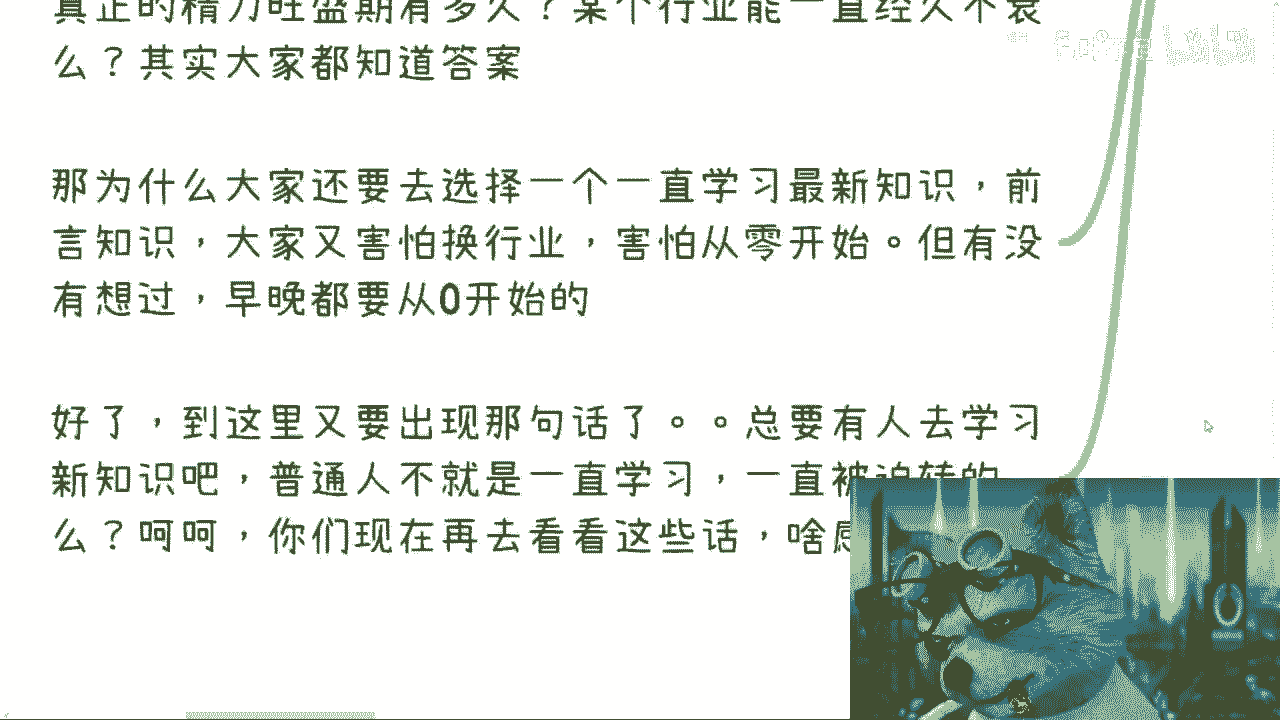 真正的精力旺盛期有多久？某个行业能一直经久不衰
么？其实大家都知道答案
那为什么大家还要去选择一个一直学习最新知识，前
言知识，大家又害怕换行业，害怕从零开始。但有没
有想过，早晚都要从0开始的
好了，到这里又要出现那句话了。。总要有人去学习
新知识吧，普通人不就是一直学习，一直被迫转的
么？呵呵，你们现在再去看看这些话，啥感